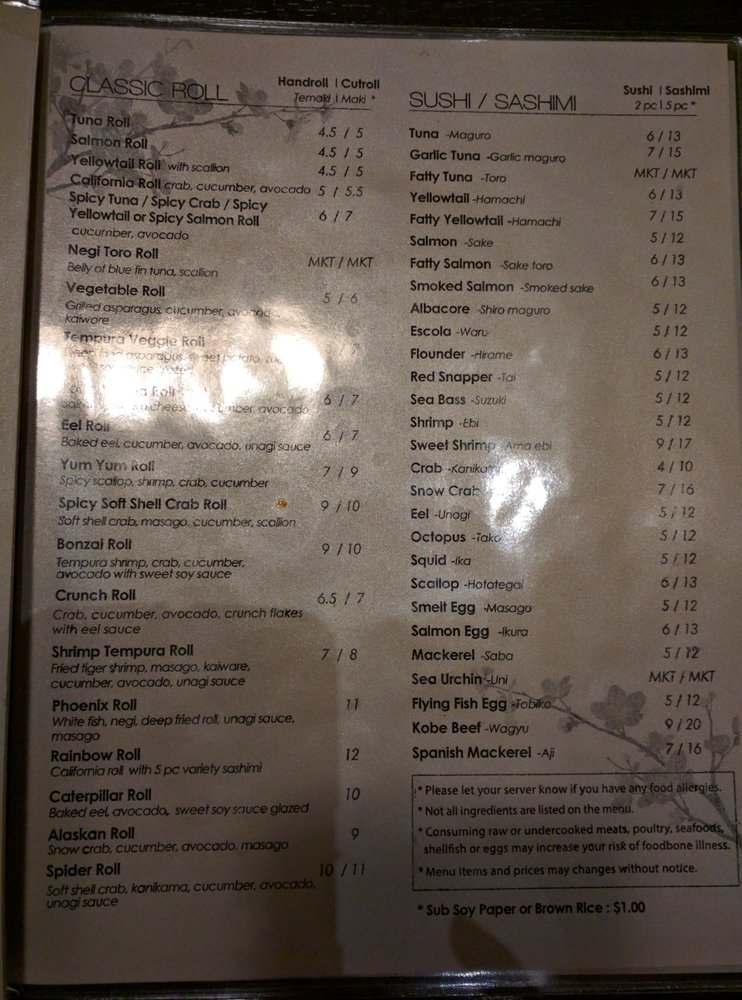 CLASSIC ROLL
Handroll | Cutroll
Temaki | Maki *
Tuna Roll 4.5 / 5
Salmon Roll 4.5 / 5
Yellowtail Roll with scallion 4.5 / 5
California Roll crab, cucumber, avocado 5 / 5.5
Spicy Tuna / Spicy Crab / Spicy
Yellowtail or Spicy Salmon Roll 6 / 7
cucumber, avocado
Negi Toro Roll MKT / MKT
Belly of blue fin tuna, scallion
Vegetable Roll 5 / 6
Grilled asparagus, cucumber, avocado
kaiware
Tempura Veggie Roll
asparagus, sweet potato,
Roll
cucumber avocado 6 / 7
Eel Roll 6 / 7
Baked eel, cucumber, avocado, unagi sauce
Yum Yum Roll 7 / 9
Spicy scallop, shrimp, crab, cucumber
Spicy Soft Shell Crab Roll 9 / 10
Soft shell crab, masago, cucumber, scallion
Bonzai Roll 9 / 10
Tempura shrimp, crab, cucumber,
avocado with sweet soy sauce
Crunch Roll 6.5 / 7
Crab, cucumber, avocado, crunch flakes
with eel sauce
Shrimp Tempura Roll 7 / 8
Fried tiger shrimp, masago, kaiware,
cucumber, avocado, unagi sauce
Phoenix Roll 11
White fish, negi, deep fried roll, unagi sauce,
masago
Rainbow Roll 12
California roll with 5 pc variety sashimi
Caterpillar Roll 10
Baked eel, avocado, sweet soy sauce glazed
Alaskan Roll 9
Snow crab, cucumber, avocado, masago
Spider Roll 10 / 11
Soft shell crab, kanikama, cucumber, avocado,
unagi sauce
SUSHI / SASHIMI
Sushi | Sashimi
2 pc | 5 pc *
Tuna -Maguro 6 / 13
Garlic Tuna -Garlic maguro 7 / 15
Fatty Tuna -Toro MKT / MKT
Yellowtail -Hamachi 6 / 13
Fatty Yellowtail -Hamachi 7 / 15
Salmon -Sake 5 / 12
Fatty Salmon -Sake toro 6 / 13
Smoked Salmon -Smoked sake 6 / 13
Albacore -Shiro maguro 5 / 12
Escola -Waru 5 / 12
Flounder -Hirame 6 / 13
Red Snapper -Tai 5 / 12
Sea Bass -Suzuki 5 / 12
Shrimp -Ebi 5 / 12
Sweet Shrimp -Ama ebi 9 / 17
Crab -Kanikama 4 / 10
Snow Crab 7 / 16
Eel -Unagi 5 / 12
Octopus -Tako 5 / 12
Squid -Ika 5 / 12
Scallop -Hotategai 6 / 13
Smelt Egg -Masago 5 / 12
Salmon Egg -Ikura 6 / 13
Mackerel -Saba 5 / 12
Sea Urchin -Uni MKT / MKT
Flying Fish Egg -Tobiko 5 / 12
Kobe Beef -Wagyu 9 / 20
Spanish Mackerel -Aji 7 / 16
* Please let your server know if you have any food allergies.
* Not all ingredients are listed on the menu.
* Consuming raw or undercooked meats, poultry, seafoods,
shellfish or eggs may increase your risk of foodbone illness.
* Menu items and prices may changes without notice.
* Sub Soy Paper or Brown Rice : $1.00